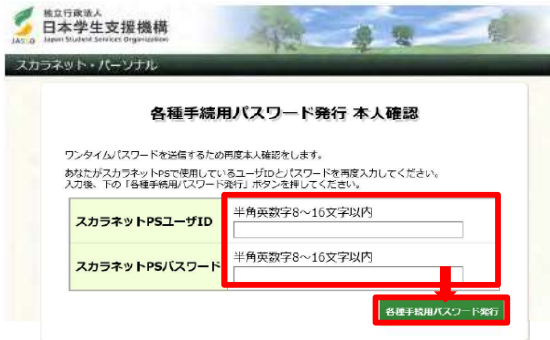 独立行政法人
日本学生支援機構
JASSO Japan Student Services Organization
スカラネット・パーソナル
各種手続用パスワード発行 本人確認
ワンタイムパスワードを送信するため再度本人確認をします。
あなたがスカラネットPSで使用しているユーザIDとパスワードを再度入力してください。
入力後、下の「各種手続用パスワード発行」ボタンを押してください。
スカラネットPSユーザID
半角英数字8～16文字以内
スカラネットPSパスワード
半角英数字8～16文字以内
各種手続用パスワード発行